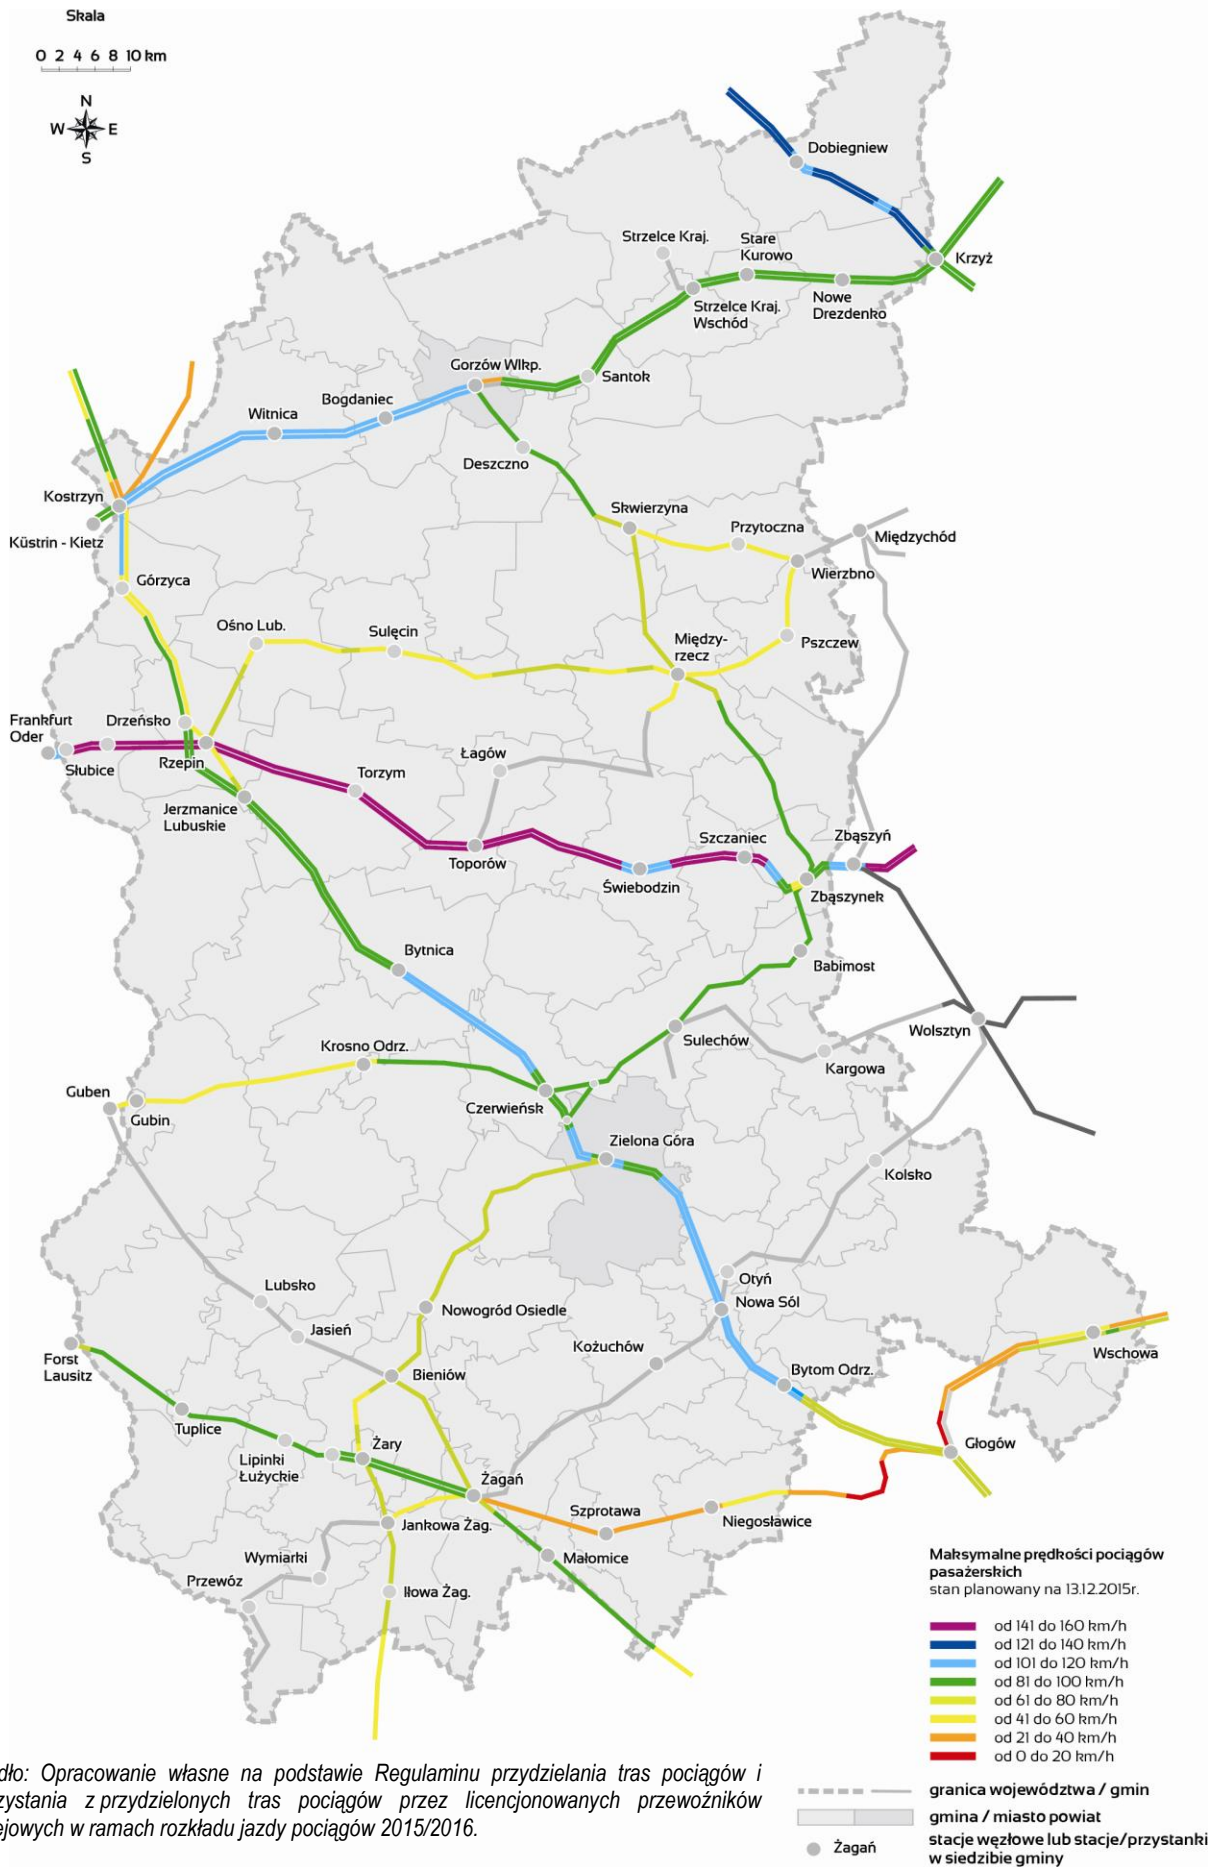 Skala
0 2 4 6 8 10 km
N
W E
S
Dobiegniew
Strzelce Kraj.
Stare
Kurowo
Krzyż
Nowe
Drezdenko
Strzelce Kraj.
Wschód
Gorzów Wlkp.
Santok
Bogdaniec
Witnica
Deszczno
Kostrzyn
Skwierzyna
Przytoczna
Międzychód
Küstrin - Kietz
Wierzbno
Górzyca
Ośno Lub.
Sulęcin
Między-
rzecz
Pszczew
Frankfurt
Oder
Drzeńsko
Słubice
Rzepin
Łagów
Torzym
Jerzmanice
Lubuskie
Toporów
Szczaniec
Zbąszyń
Świebodzin
Zbąszynek
Bytnica
Babimost
Krosno Odrz.
Sulechów
Wolsztyn
Kargowa
Guben
Gubin
Czerwieńsk
Zielona Góra
Kolsko
Lubsko
Otyń
Nowogród Osiedle
Nowa Sól
Jasień
Kożuchów
Wschowa
Forst
Lausitz
Bieniów
Bytom Odrz.
Tuplice
Lipinki
Łużyckie
Żary
Głogów
Żagań
Szprotawa
Niegosławice
Jankowa Żag.
Wymiarki
Małomice
Przewóz
Iłowa Żag.
Maksymalne prędkości pociągów
pasażerskich
stan planowany na 13.12.2015r.
od 141 do 160 km/h
od 121 do 140 km/h
od 101 do 120 km/h
od 81 do 100 km/h
od 61 do 80 km/h
od 41 do 60 km/h
od 21 do 40 km/h
od 0 do 20 km/h
granica województwa / gmin
gmina / miasto powiat
Żagań
stacje węzłowe lub stacje/przystanki
w siedzibie gminy
dło: Opracowanie własne na podstawie Regulaminu przydzielania tras pociągów i
zystania z przydzielonych tras pociągów przez licencjonowanych przewoźników
ejowych w ramach rozkładu jazdy pociągów 2015/2016.